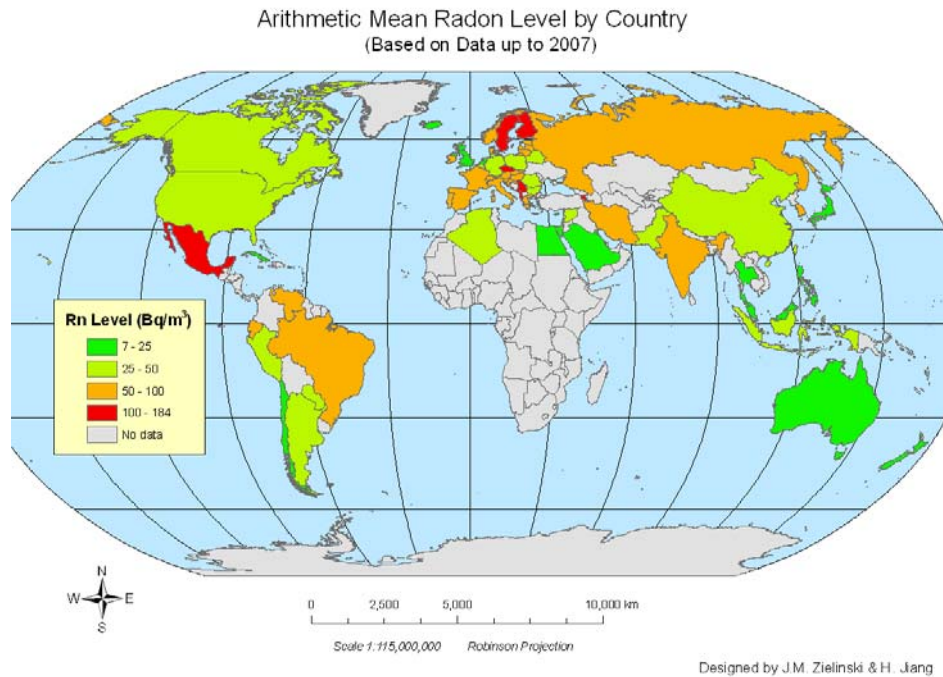 Arithmetic Mean Radon Level by Country
(Based on Data up to 2007)
Rn Level (Bq/m³)
7 - 25
25 - 50
50 - 100
100 - 184
No data
N
W E
S
0 2,500 5,000 10,000 km
Scale 1:115,000,000 Robinson Projection
Designed by J.M. Zielinski & H. Jiang